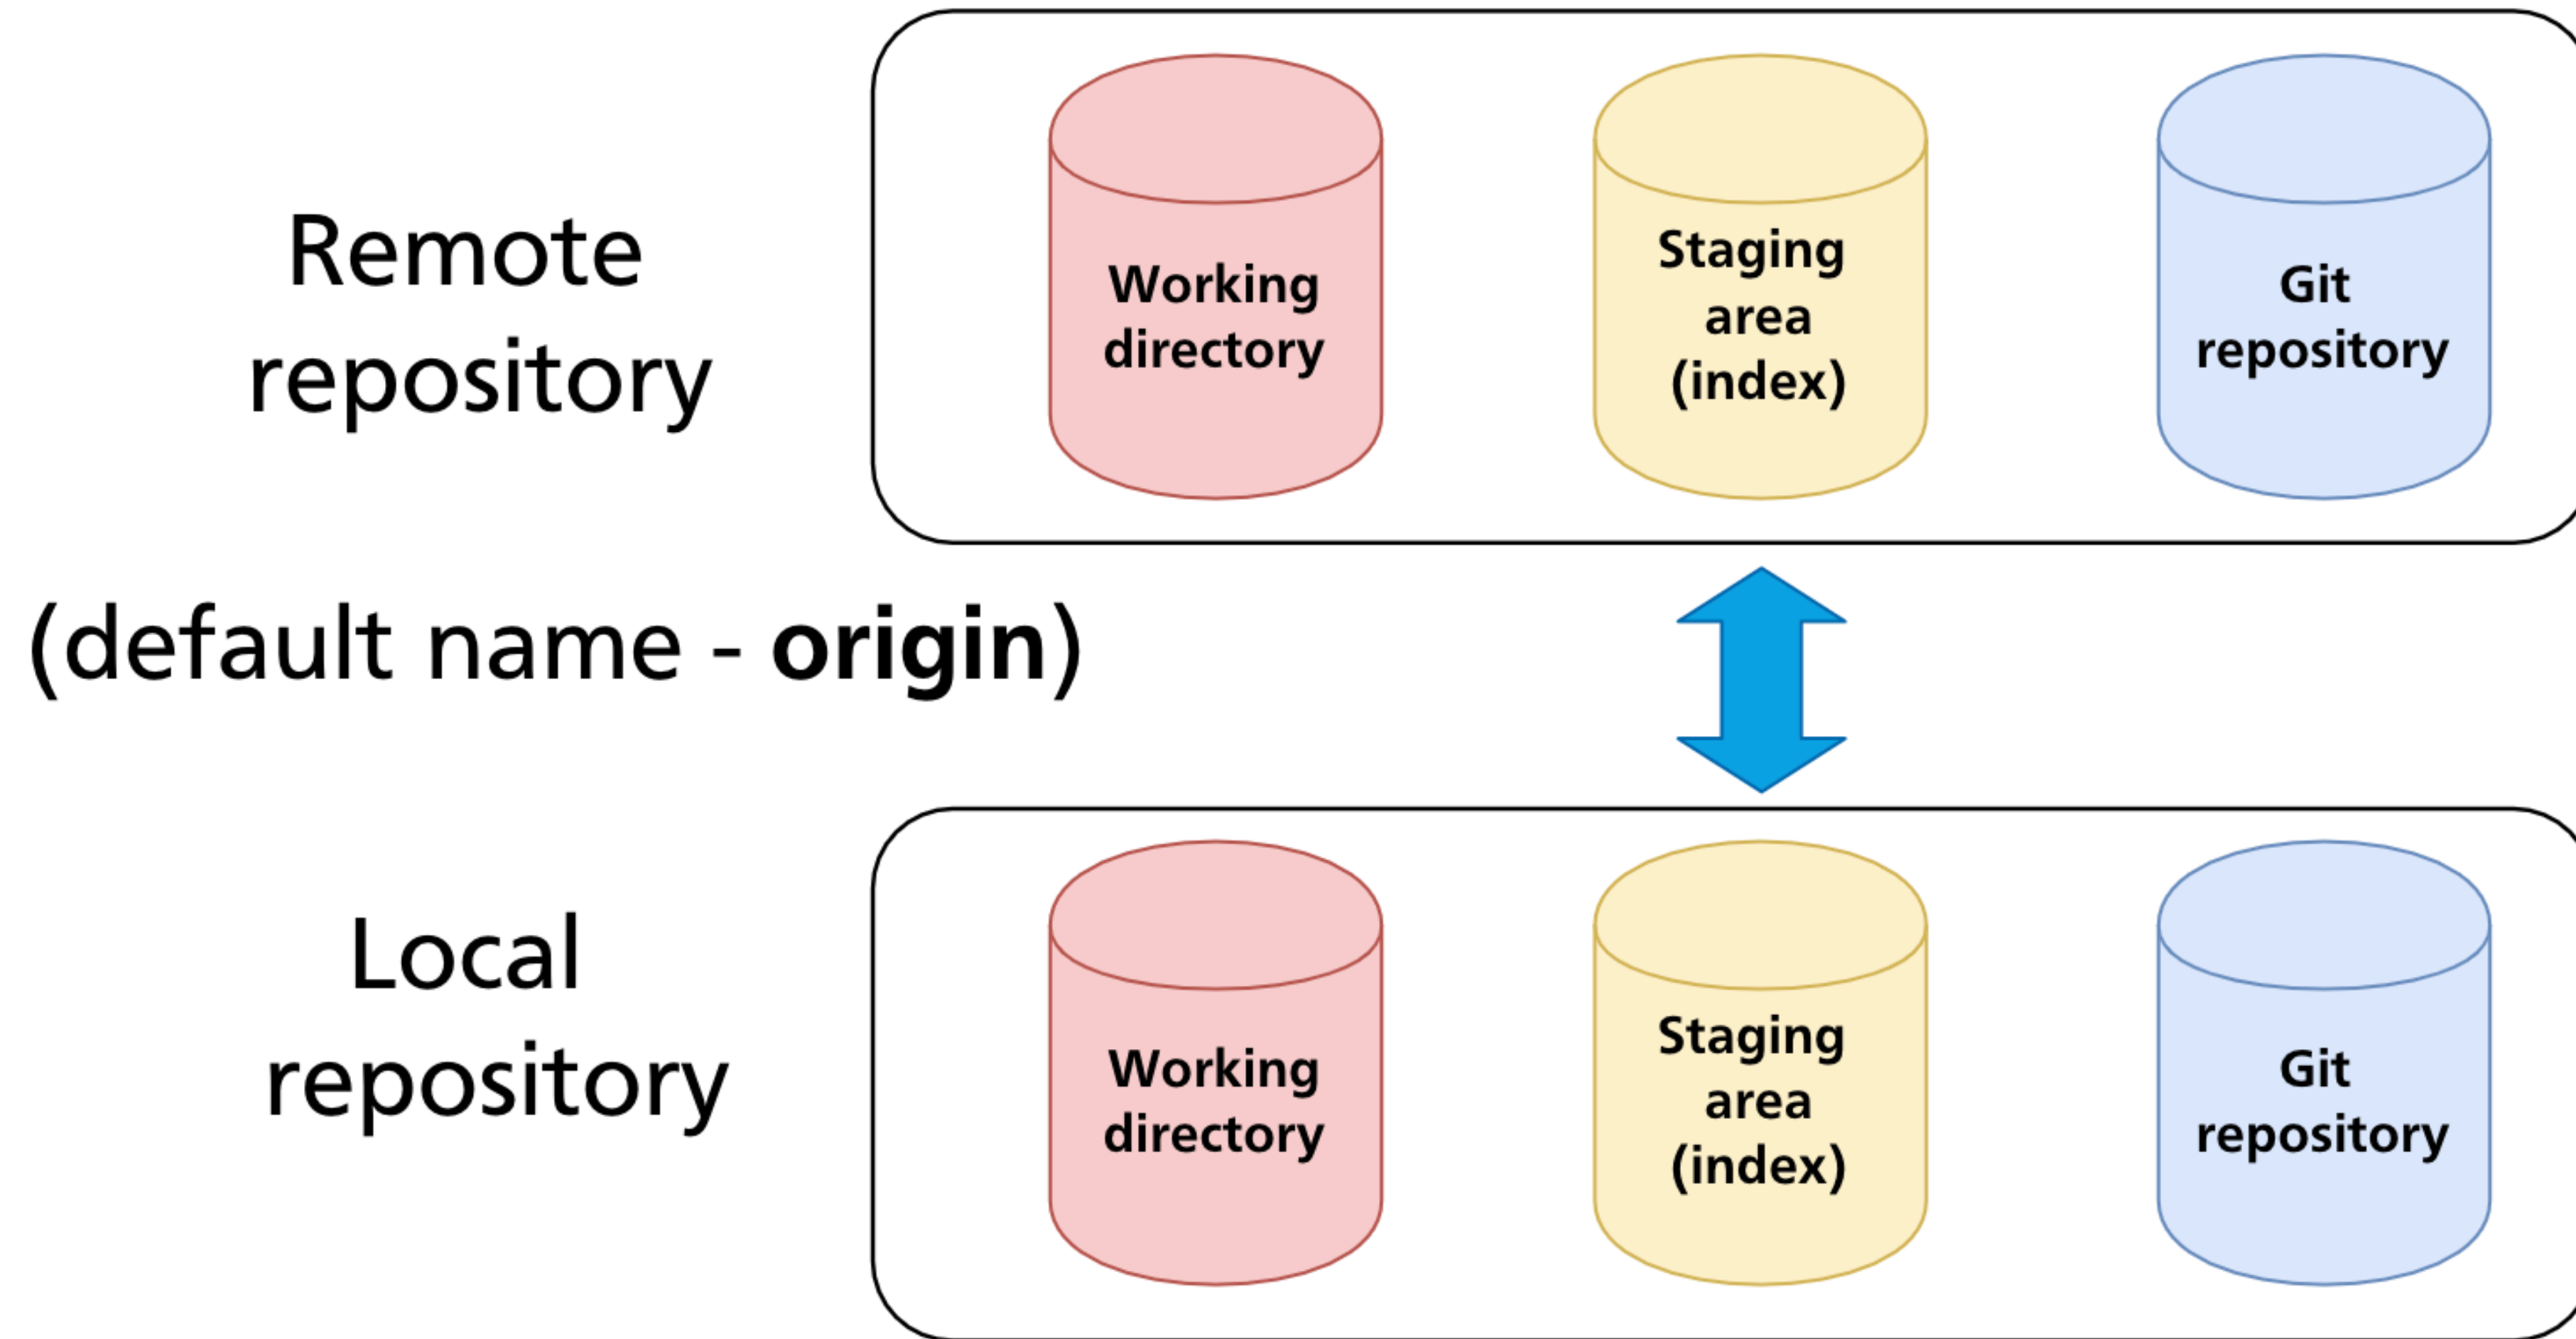 Remote
repository
Working
directory
Staging
area
(index)
Git
repository
(default name - origin)
Local
repository
Working
directory
Staging
area
(index)
Git
repository